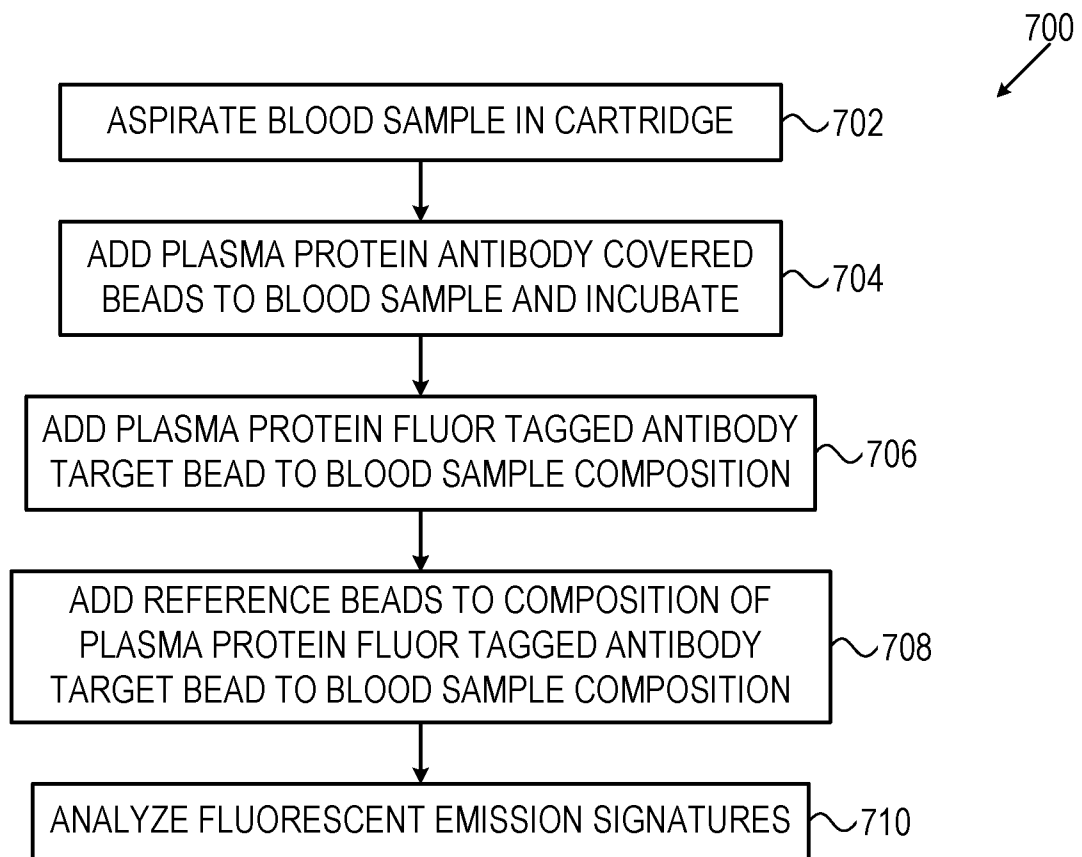 700
ASPIRATE BLOOD SAMPLE IN CARTRIDGE
702
ADD PLASMA PROTEIN ANTIBODY COVERED
BEADS TO BLOOD SAMPLE AND INCUBATE
704
ADD PLASMA PROTEIN FLUOR TAGGED ANTIBODY
TARGET BEAD TO BLOOD SAMPLE COMPOSITION
706
ADD REFERENCE BEADS TO COMPOSITION OF
PLASMA PROTEIN FLUOR TAGGED ANTIBODY
TARGET BEAD TO BLOOD SAMPLE COMPOSITION
708
ANALYZE FLUORESCENT EMISSION SIGNATURES
710